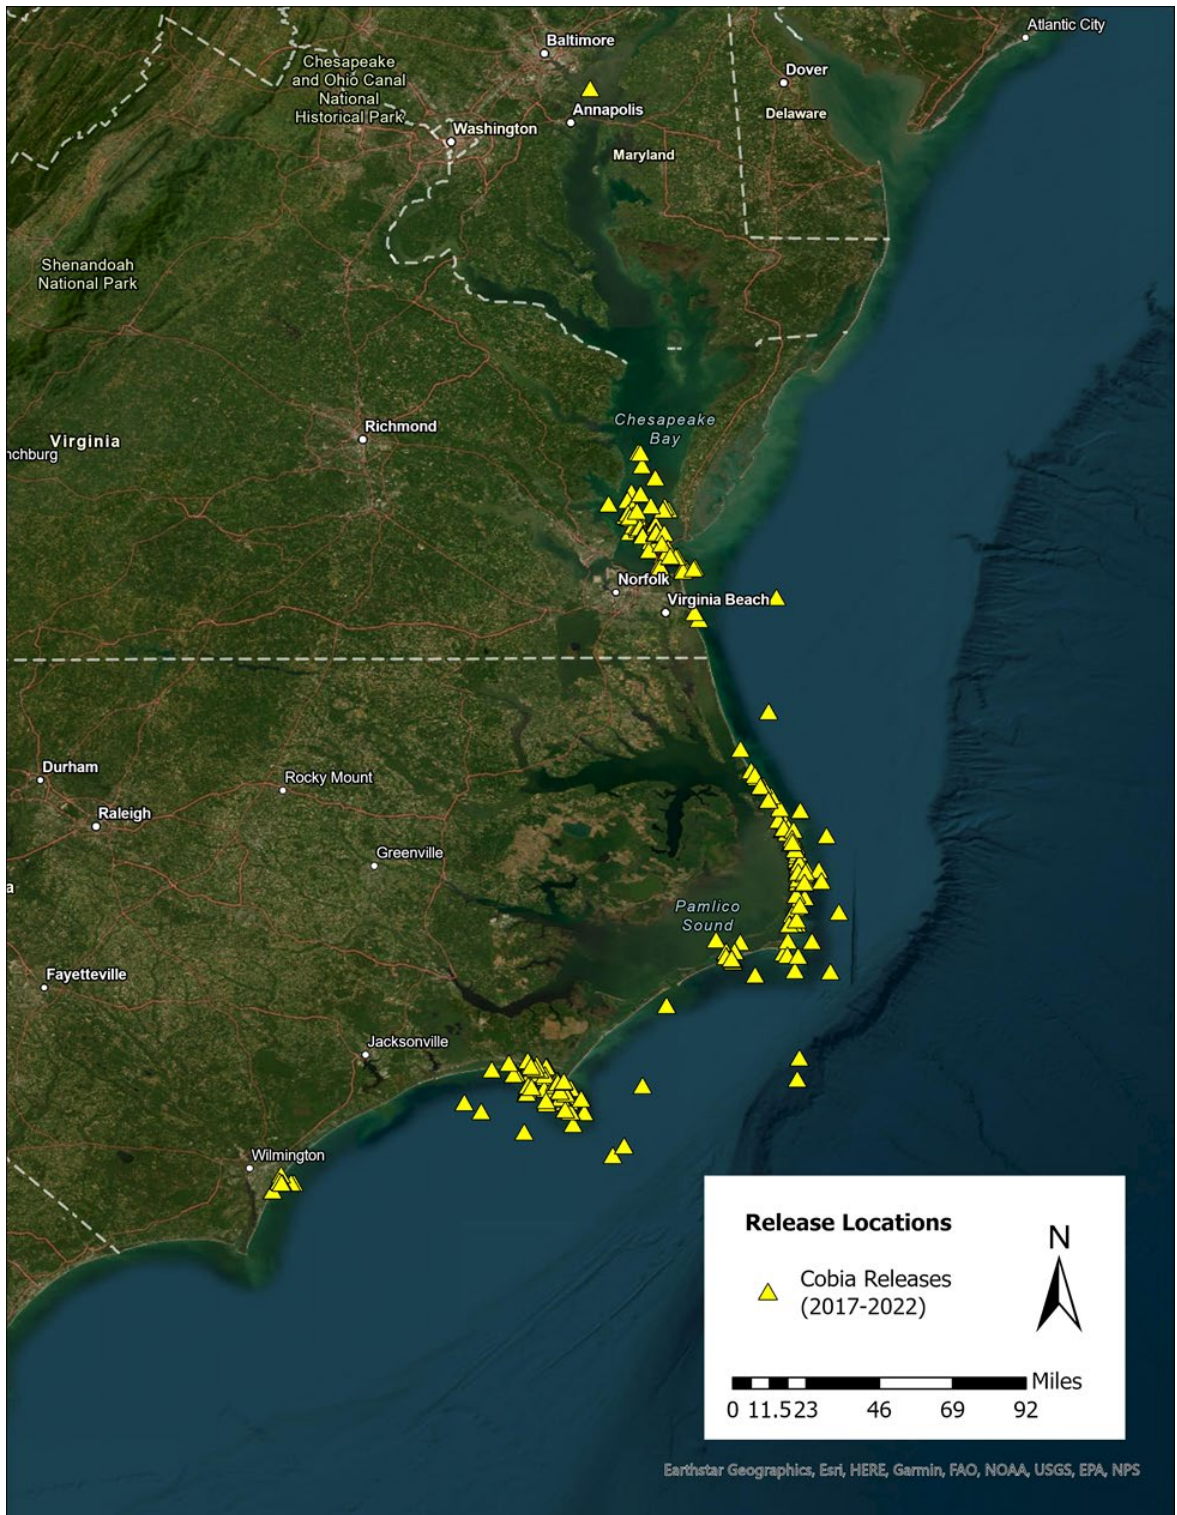 Atlantic City
Baltimore
Chesapeake
and Ohio Canal
National
Historical Park
Dover
Annapolis
Delaware
Washington
Maryland
Shenandoah
National Park
Chesapeake
Bay
Richmond
Virginia
nchburg
Norfolk
Virginia Beach
Durham
Rocky Mount
Raleigh
Greenville
a
Pamlico
Sound
Fayetteville
Jacksonville
Wilmington
Release Locations
N
Cobia Releases
(2017-2022)
Miles
0 11.5 23 46 69 92
Earthstar Geographics, Esri, HERE, Garmin, FAO, NOAA, USGS, EPA, NPS